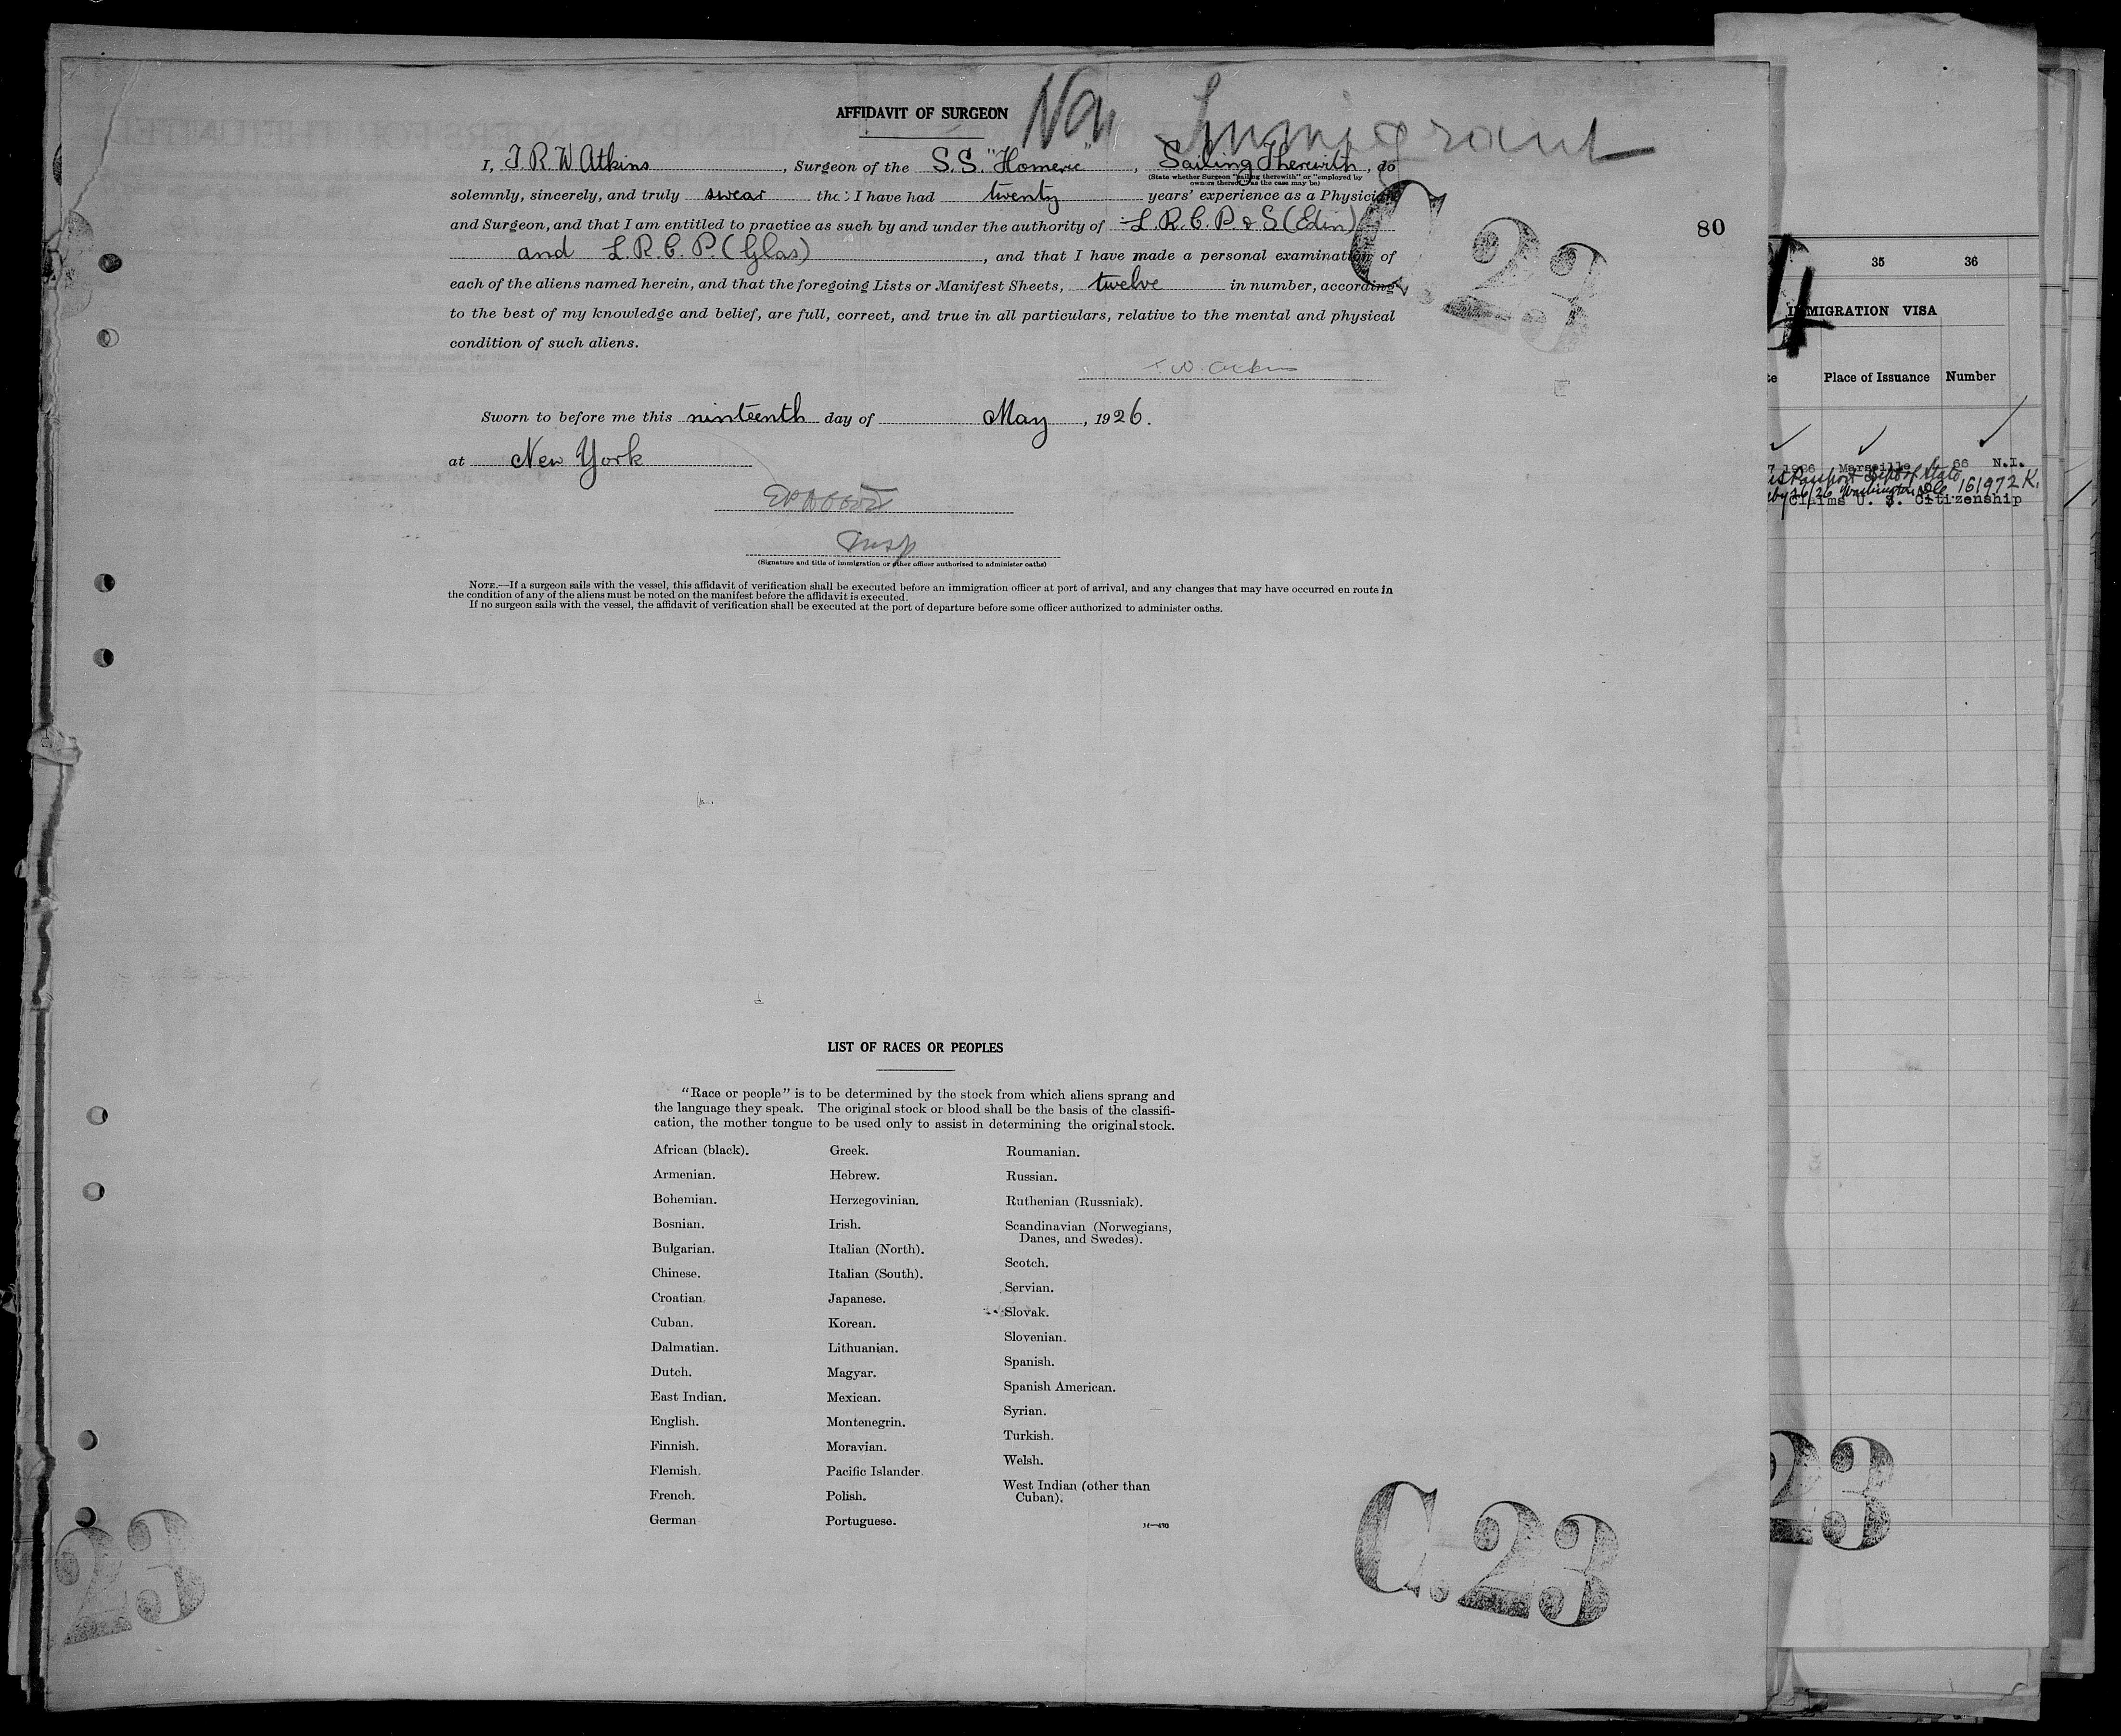 AFFIDAVIT OF SURGEON
Non Immigrant
I, T. R. W Atkins, Surgeon of the S.S. "Homeric", Sailing Therewith, do
(State whether Surgeon "sailing therewith" or "employed by
owners thereof," as the case may be)
solemnly, sincerely, and truly swear that I have had twenty years' experience as a Physician
and Surgeon, and that I am entitled to practice as such by and under the authority of L. R. C. P. & S (Edin)
and L. R. C. P. (Glas), and that I have made a personal examination of
each of the aliens named herein, and that the foregoing Lists or Manifest Sheets, twelve in number, according
to the best of my knowledge and belief, are full, correct, and true in all particulars, relative to the mental and physical
condition of such aliens.
Sworn to before me this ninteenth day of May, 1926.
at New York
Insp
(Signature and title of immigration or other officer authorized to administer oaths)
NOTE.—If a surgeon sails with the vessel, this affidavit of verification shall be executed before an immigration officer at port of arrival, and any changes that may have occurred en route in
the condition of any of the aliens must be noted on the manifest before the affidavit is executed.
If no surgeon sails with the vessel, the affidavit of verification shall be executed at the port of departure before some officer authorized to administer oaths.
C.23
80
LIST OF RACES OR PEOPLES
"Race or people" is to be determined by the stock from which aliens sprang and
the language they speak. The original stock or blood shall be the basis of the classifi-
cation, the mother tongue to be used only to assist in determining the original stock.
African (black).
Armenian.
Bohemian.
Bosnian.
Bulgarian.
Chinese.
Croatian.
Cuban.
Dalmatian.
Dutch.
East Indian.
English.
Finnish.
Flemish.
French.
German
Greek.
Hebrew.
Herzegovinian.
Irish.
Italian (North).
Italian (South).
Japanese.
Korean.
Lithuanian.
Magyar.
Mexican.
Montenegrin.
Moravian.
Pacific Islander.
Polish.
Portuguese.
Roumanian.
Russian.
Ruthenian (Russniak).
Scandinavian (Norwegians,
Danes, and Swedes).
Scotch.
Servian.
Slovak.
Slovenian.
Spanish.
Spanish American.
Syrian.
Turkish.
Welsh.
West Indian (other than
Cuban).
C.23
23
4
35 36
IMMIGRATION VISA
Place of Issuance Number
7 1926 Marseille 66 N.I.
Washington 161972 K.
Claims U. S. Citizenship
23